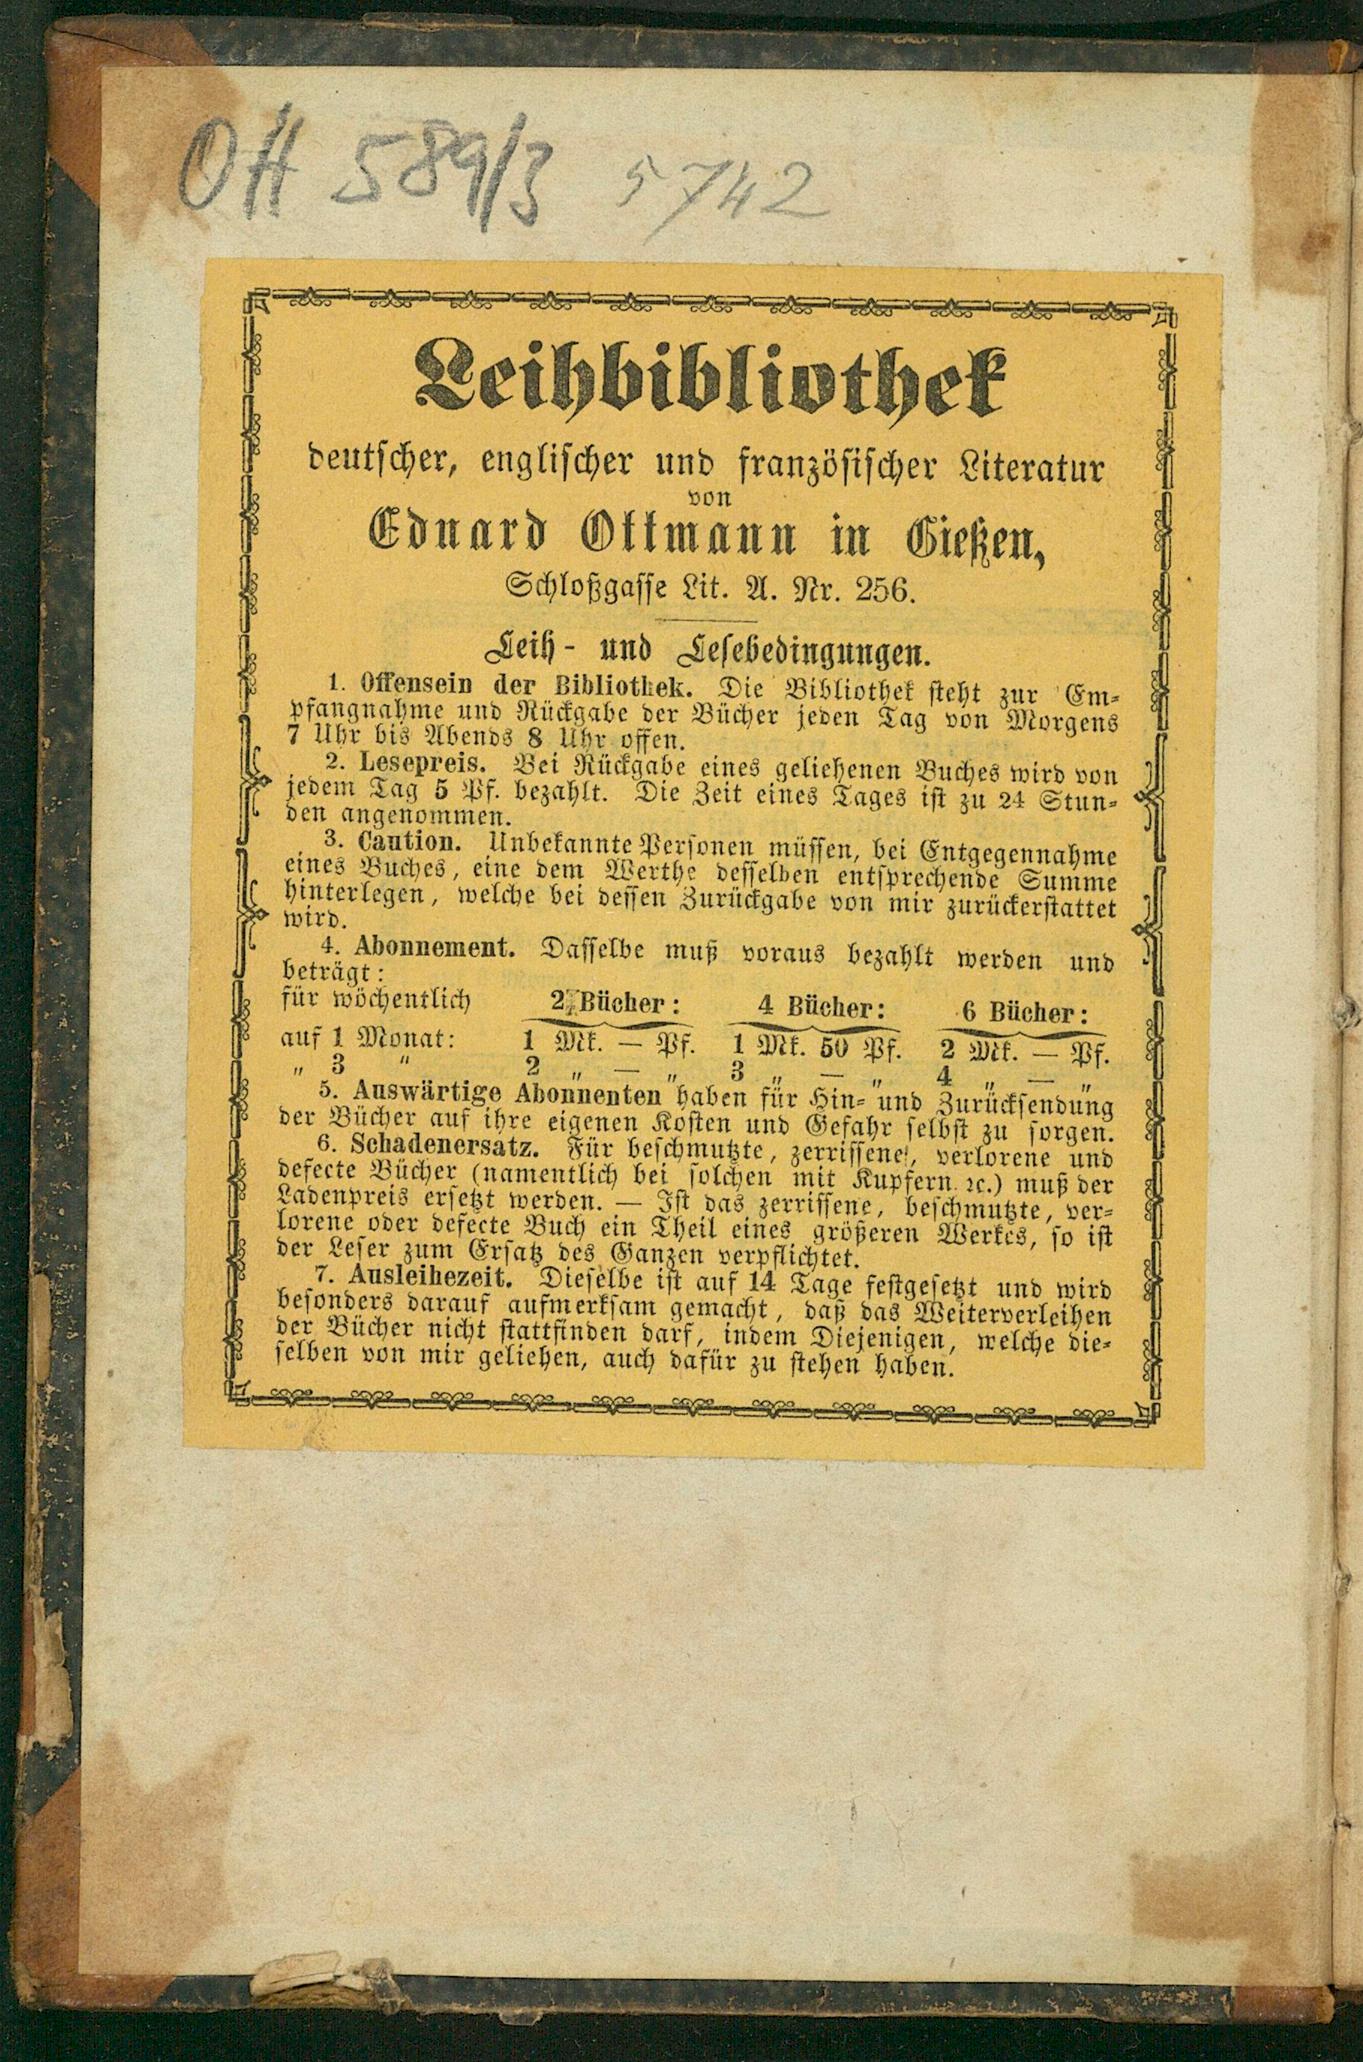 OH 589/3 5742
Leihbibliothek
deutscher, englischer und französischer Literatur
von
Eduard Ottmann in Gießen,
Schloßgasse Lit. A. Nr. 256.
Leih- und Lesebedingungen.
1. Offensein der Bibliothek. Die Bibliothek steht zur Em-
pfangnahme und Rückgabe der Bücher jeden Tag von Morgens
7 Uhr bis Abends 8 Uhr offen.
2. Lesepreis. Bei Rückgabe eines geliehenen Buches wird von
jedem Tag 5 Pf. bezahlt. Die Zeit eines Tages ist zu 24 Stun-
den angenommen.
3. Caution. Unbekannte Personen müssen, bei Entgegennahme
eines Buches, eine dem Werthe desselben entsprechende Summe
hinterlegen, welche bei dessen Zurückgabe von mir zurückerstattet
wird.
4. Abonnement. Dasselbe muß voraus bezahlt werden und
beträgt:
für wöchentlich 2 Bücher: 4 Bücher: 6 Bücher:
auf 1 Monat: 1 Mk. — Pf. 1 Mk. 50 Pf. 2 Mk. — Pf.
„ 3 „ 2 „ — „ 3 „ — „ 4 „ — „
5. Auswärtige Abonnenten haben für Hin- und Zurücksendung
der Bücher auf ihre eigenen Kosten und Gefahr selbst zu sorgen.
6. Schadenersatz. Für beschmutzte, zerrissene, verlorene und
defecte Bücher (namentlich bei solchen mit Kupfern ꝛc.) muß der
Ladenpreis ersetzt werden. — Ist das zerrissene, beschmutzte, ver-
lorene oder defecte Buch ein Theil eines größeren Werkes, so ist
der Leser zum Ersatz des Ganzen verpflichtet.
7. Ausleihezeit. Dieselbe ist auf 14 Tage festgesetzt und wird
besonders darauf aufmerksam gemacht, daß das Weiterverleihen
der Bücher nicht stattfinden darf, indem Diejenigen, welche die-
selben von mir geliehen, auch dafür zu stehen haben.